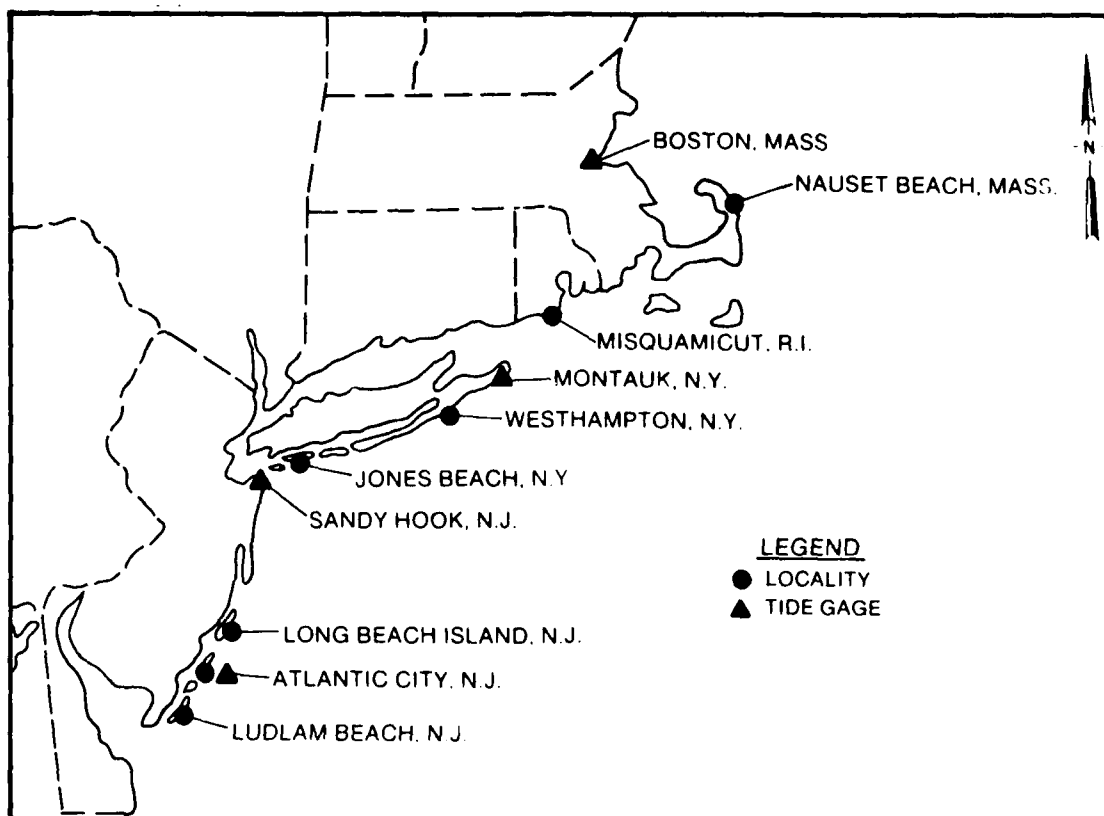 BOSTON, MASS
NAUSET BEACH, MASS.
N
MISQUAMICUT, R.I.
MONTAUK, N.Y.
WESTHAMPTON, N.Y.
JONES BEACH, N.Y
SANDY HOOK, N.J.
LEGEND
LOCALITY
TIDE GAGE
LONG BEACH ISLAND, N.J.
ATLANTIC CITY, N.J.
LUDLAM BEACH, N.J.